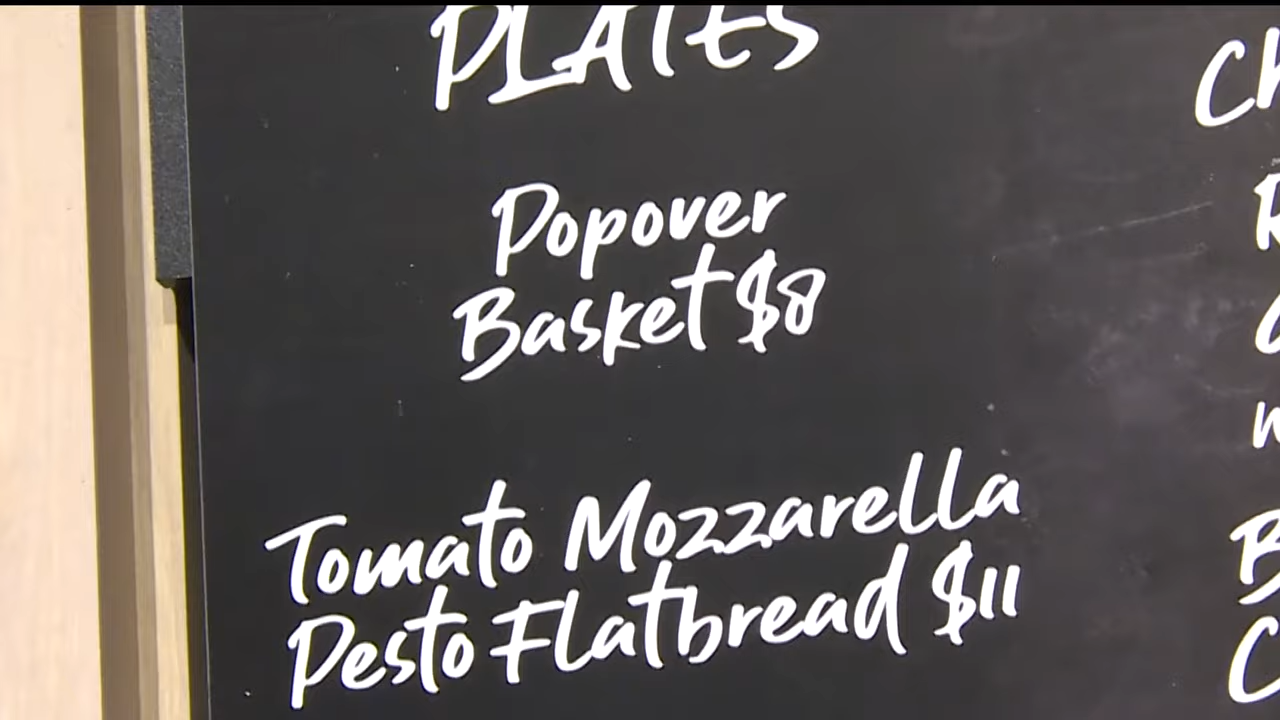 PLATES
Popover
Basket $8
Tomato Mozzarella
Pesto Flatbread $11